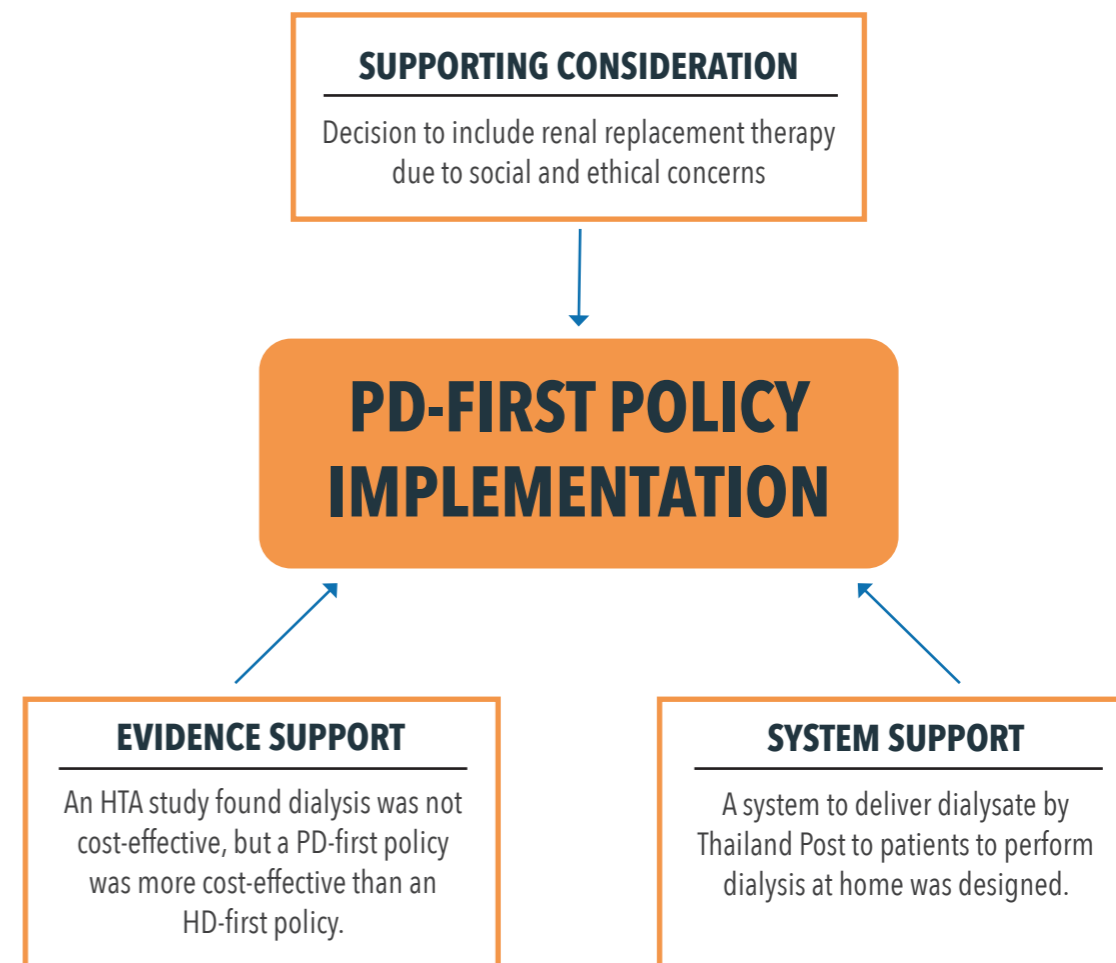 SUPPORTING CONSIDERATION
Decision to include renal replacement therapy
due to social and ethical concerns
PD-FIRST POLICY
IMPLEMENTATION
EVIDENCE SUPPORT
An HTA study found dialysis was not
cost-effective, but a PD-first policy
was more cost-effective than an
HD-first policy.
SYSTEM SUPPORT
A system to deliver dialysate by
Thailand Post to patients to perform
dialysis at home was designed.